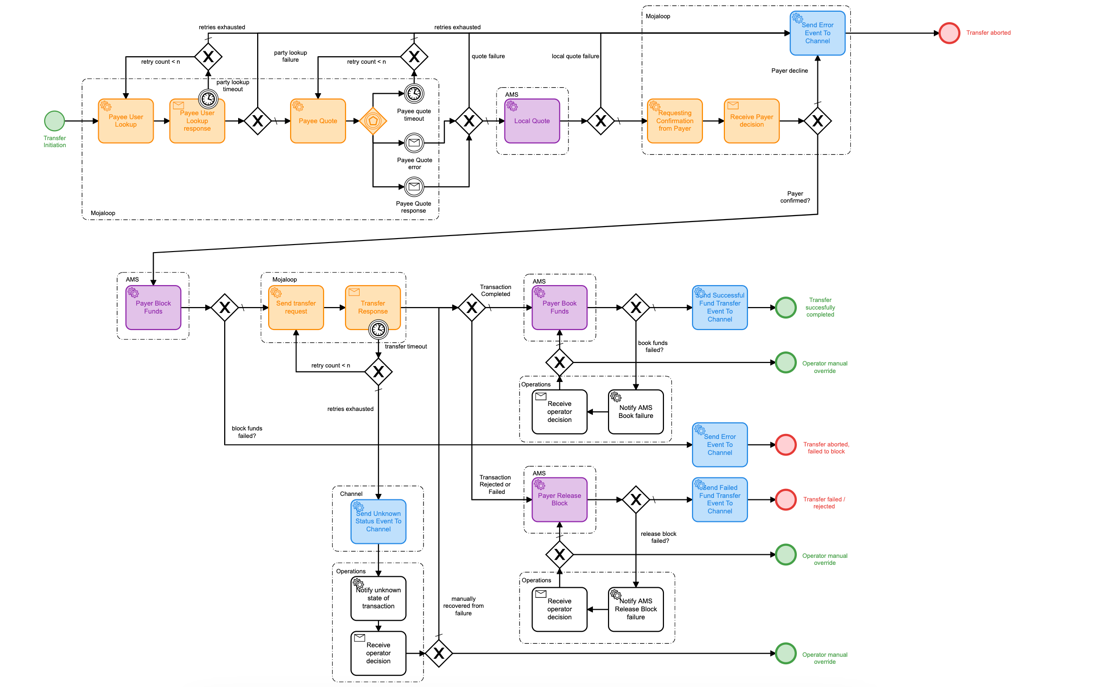 Mojaloop
Send Error
Event To
Channel
Transfer aborted
retries exhausted
retries exhausted
retry count < n
party lookup
failure
retry count < n
quote failure
local quote failure
Payer decline
party lookup
timeout
Payee User
Lookup
Payee User
Lookup
response
Payee Quote
Payee quote
timeout
AMS
Local Quote
Requesting
Confirmation
from Payer
Receive Payer
decision
Transfer
Initiation
Payee Quote
error
Payee Quote
response
Mojaloop
Payer
confirmed?
AMS
Payer Block
Funds
Mojaloop
Send transfer
request
Transfer
Response
transfer timeout
retry count < n
retries exhausted
Transaction
Completed
AMS
Payer Book
Funds
Send Successful
Fund Transfer
Event To
Channel
Transfer
succesfully
completed
book funds
failed?
Operator manual
override
Operations
Receive
operator
decision
Notify AMS
Book failure
block funds
failed?
Send Error
Event To
Channel
Transfer aborted,
failed to block
Transaction
Rejected or
Failed
AMS
Payer Release
Block
Send Failed
Fund Transfer
Event To
Channel
Transfer failed /
rejected
release block
failed?
Operator manual
override
Operations
Receive
operator
decision
Notify AMS
Release Block
failure
Channel
Send Unknown
Status Event To
Channel
Operations
Notify unknown
state of
transaction
manually
recovered from
failure
Receive
operator
decision
Operator manual
override